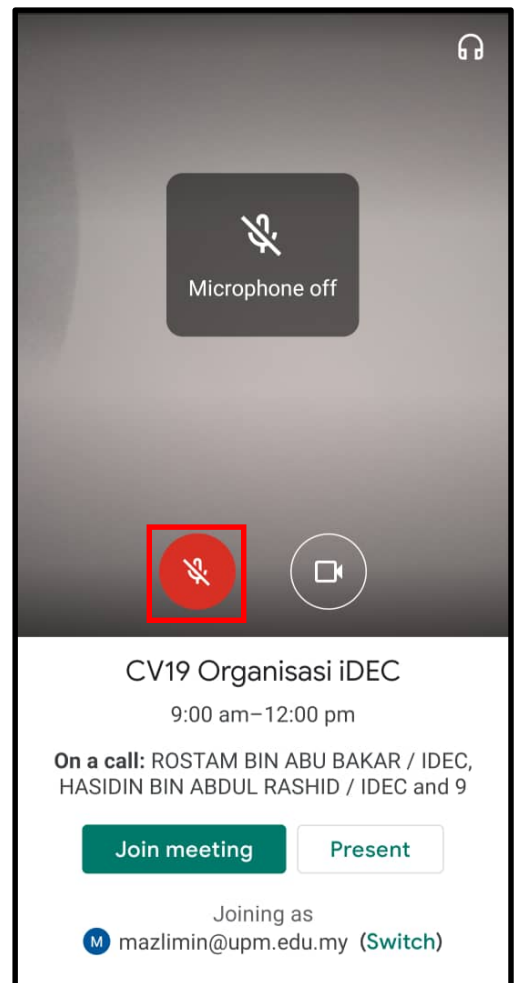 Microphone off
CV19 Organisasi iDEC
9:00 am–12:00 pm
On a call: ROSTAM BIN ABU BAKAR / IDEC,
HASIDIN BIN ABDUL RASHID / IDEC and 9
Join meeting Present
Joining as
M mazlimin@upm.edu.my (Switch)